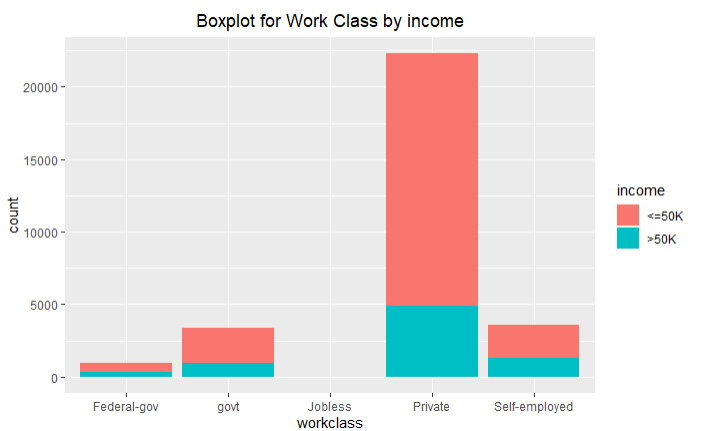 Boxplot for Work Class by income
20000
15000
10000
5000
0
count
Federal-gov govt Jobless Private Self-employed
workclass
income
<=50K
>50K